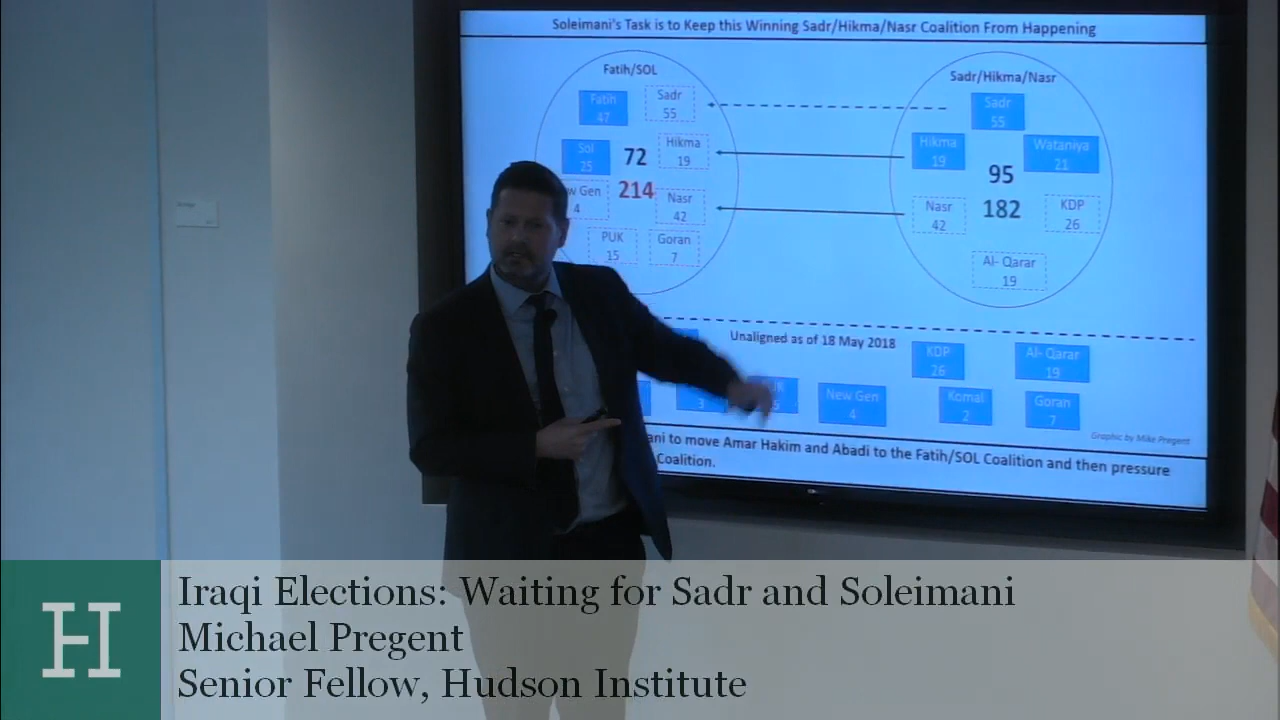 Soleimani's Task is to Keep this Winning Sadr/Hikma/Nasr Coalition From Happening
Fatih/SOL
Fatih
47
Sadr
55
Sol
25
72
Hikma
19
214
w Gen
4
Nasr
42
PUK
15
Goran
7
Sadr/Hikma/Nasr
Sadr
55
Hikma
19
Wataniya
21
95
182
Nasr
42
KDP
26
Al- Qarar
19
Unaligned as of 18 May 2018
3
New Gen
4
KDP
26
Al- Qarar
19
Komal
2
Goran
7
Graphic by Mike Pregent
ani to move Amar Hakim and Abadi to the Fatih/SOL Coalition and then pressure
Coalition.
H
Iraqi Elections: Waiting for Sadr and Soleimani
Michael Pregent
Senior Fellow, Hudson Institute